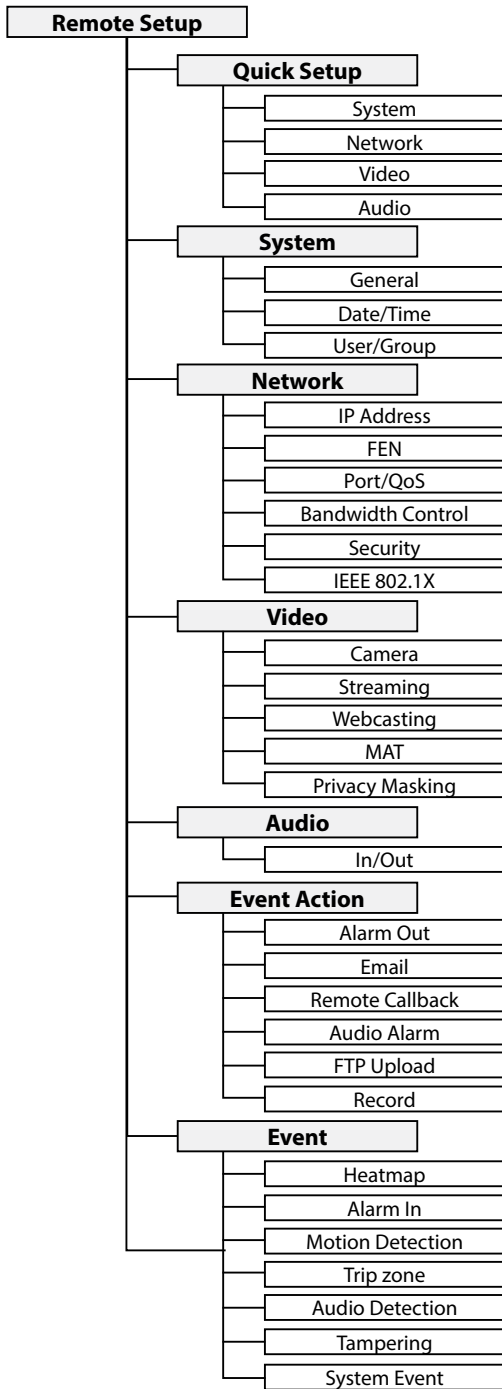 Remote Setup
Quick Setup
System
Network
Video
Audio
System
General
Date/Time
User/Group
Network
IP Address
FEN
Port/QoS
Bandwidth Control
Security
IEEE 802.1X
Video
Camera
Streaming
Webcasting
MAT
Privacy Masking
Audio
In/Out
Event Action
Alarm Out
Email
Remote Callback
Audio Alarm
FTP Upload
Record
Event
Heatmap
Alarm In
Motion Detection
Trip zone
Audio Detection
Tampering
System Event